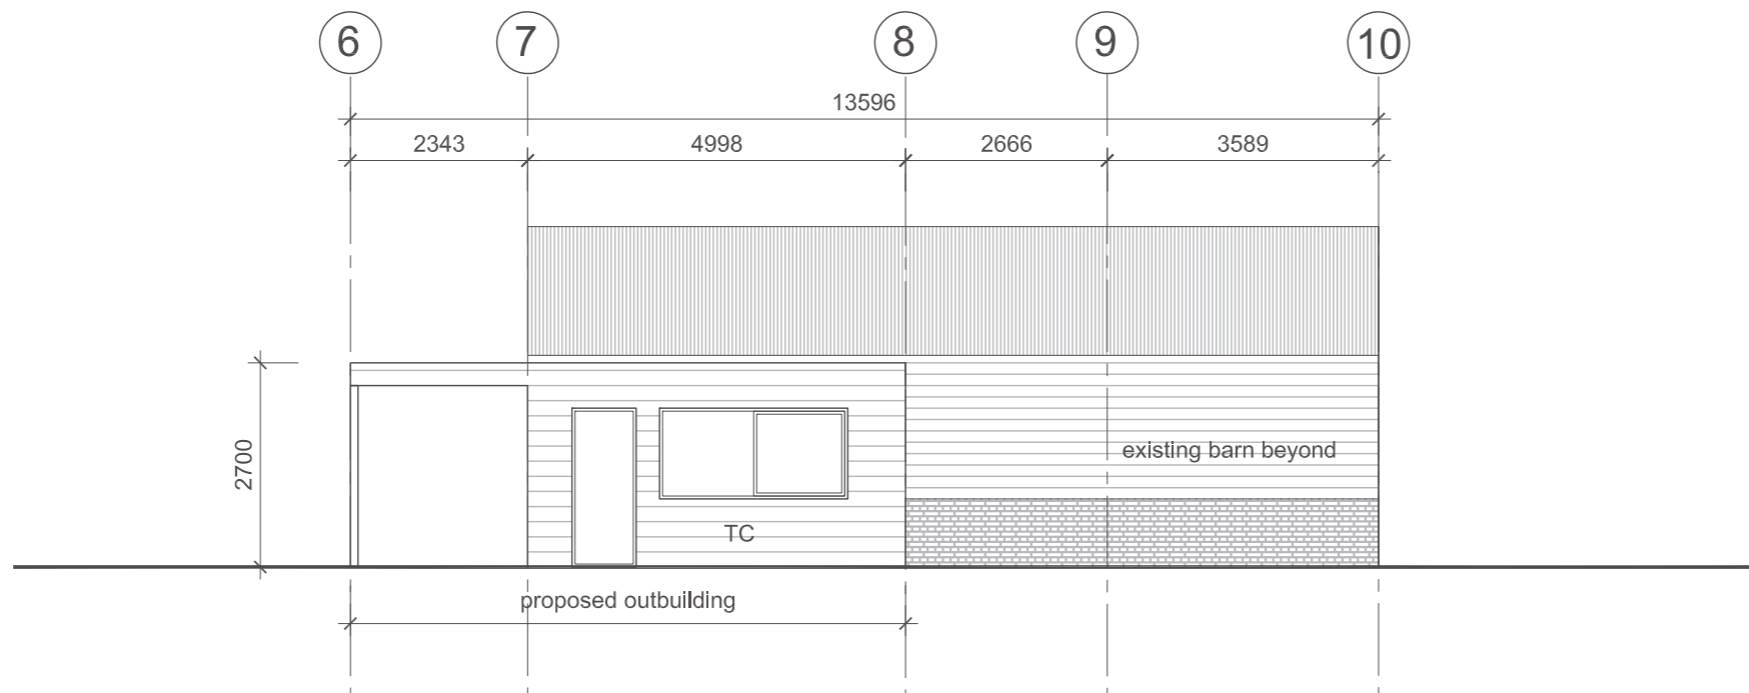 6 7 8 9 10
13596
2343 4998 2666 3589
2700
existing barn beyond
TC
proposed outbuilding